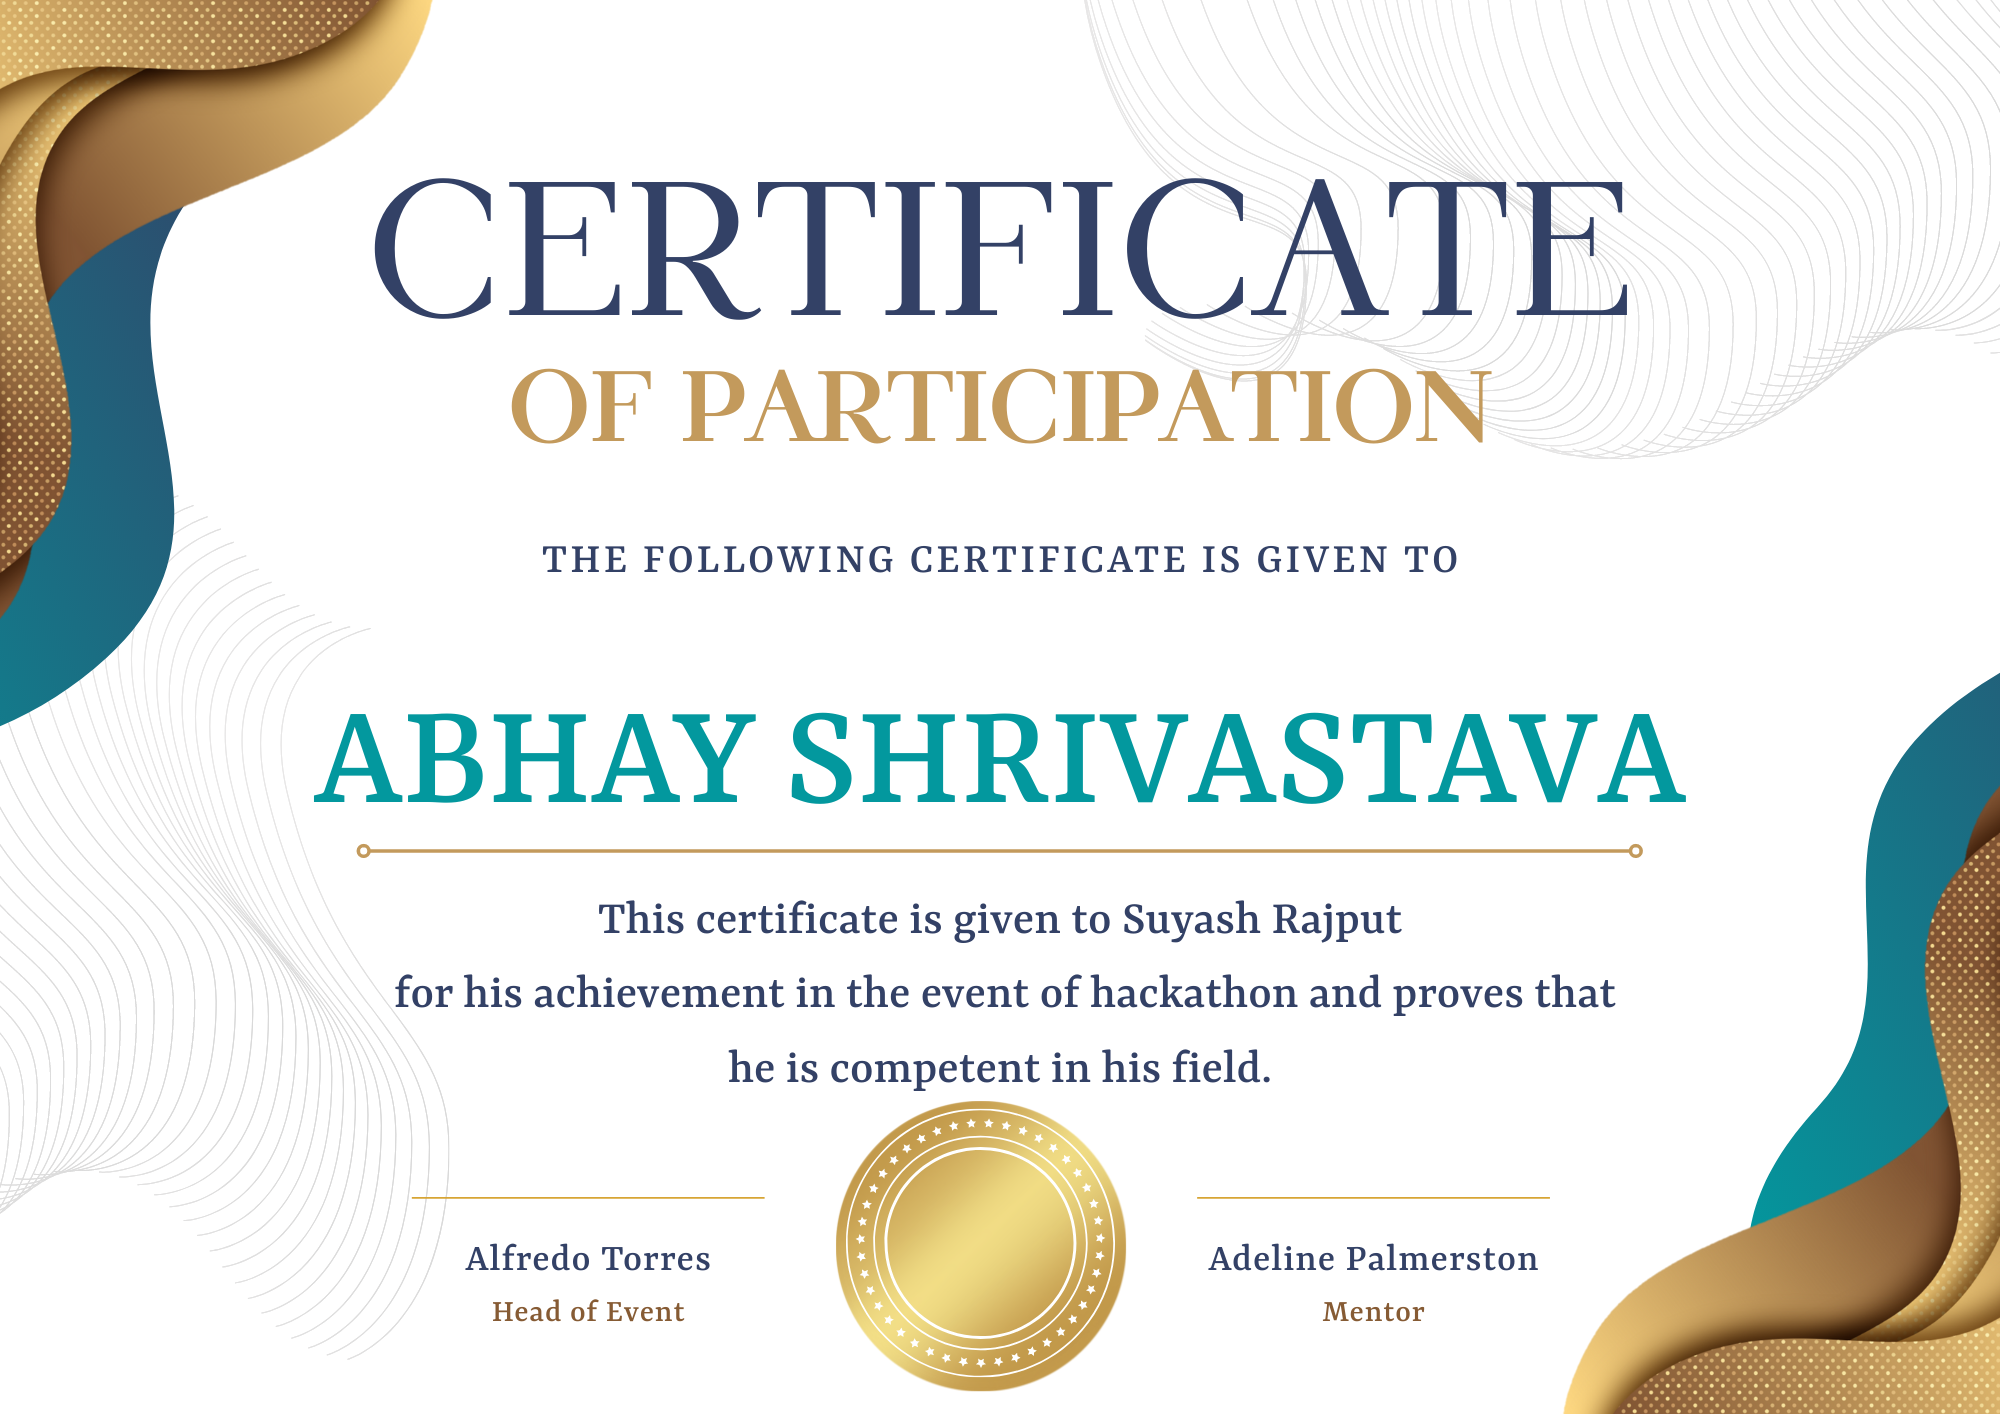 CERTIFICATE
OF PARTICIPATION
THE FOLLOWING CERTIFICATE IS GIVEN TO
ABHAY SHRIVASTAVA
This certificate is given to Suyash Rajput
for his achievement in the event of hackathon and proves that
he is competent in his field.
Alfredo Torres
Head of Event
Adeline Palmerston
Mentor